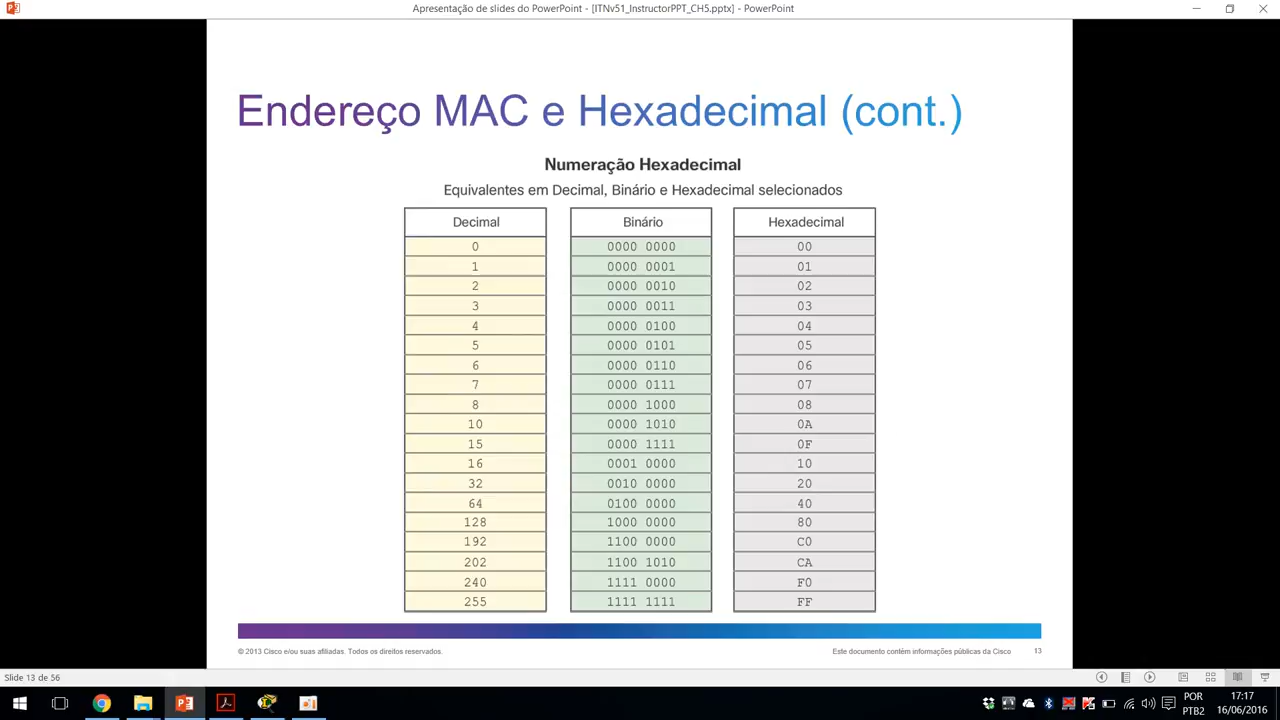 Apresentação de slides do PowerPoint - [ITNv51_InstructorPPT_CH5.pptx] - PowerPoint
Endereço MAC e Hexadecimal (cont.)
Numeração Hexadecimal
Equivalentes em Decimal, Binário e Hexadecimal selecionados
Decimal Binário Hexadecimal
0 0000 0000 00
1 0000 0001 01
2 0000 0010 02
3 0000 0011 03
4 0000 0100 04
5 0000 0101 05
6 0000 0110 06
7 0000 0111 07
8 0000 1000 08
10 0000 1010 0A
15 0000 1111 0F
16 0001 0000 10
32 0010 0000 20
64 0100 0000 40
128 1000 0000 80
192 1100 0000 C0
202 1100 1010 CA
240 1111 0000 F0
255 1111 1111 FF
© 2013 Cisco e/ou suas afiliadas. Todos os direitos reservados. Este documento contém informações públicas da Cisco 13
Slide 13 de 56
POR 17:17
PTB2 16/06/2016